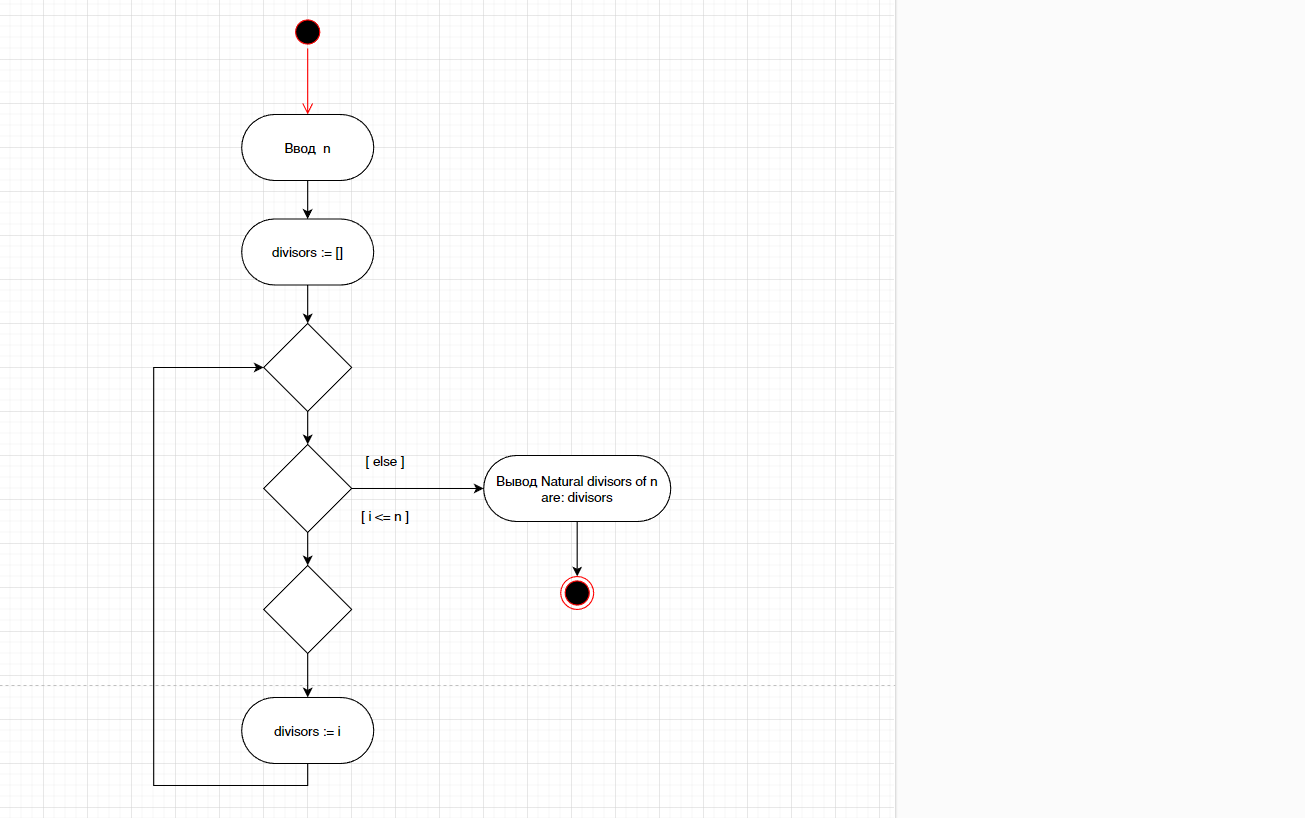 Ввод n
divisors := []
[ else ]
[ i <= n ]
Вывод Natural divisors of n
are: divisors
divisors := i